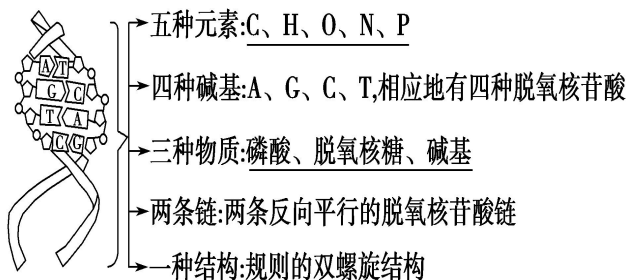 五种元素:C、H、O、N、P
A T
四种碱基:A、G、C、T,相应地有四种脱氧核苷酸
G C
T A
三种物质:磷酸、脱氧核糖、碱基
C G
两条链:两条反向平行的脱氧核苷酸链
一种结构:规则的双螺旋结构